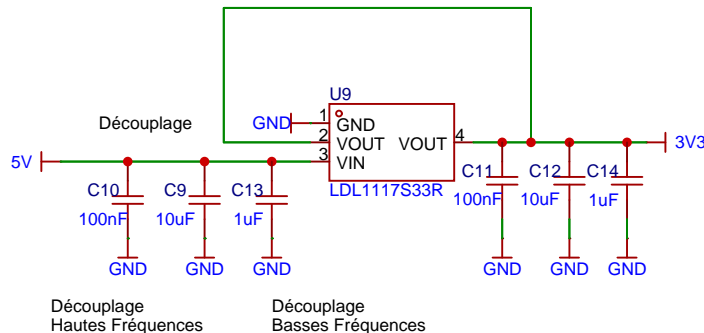 U9
GND
1
GND
Découplage
2
VOUT
VOUT
4
3V3
5V
3
VIN
LDL1117S33R
C10
100nF
C9
10uF
C13
1uF
C11
100nF
C12
10uF
C14
1uF
GND
GND
GND
GND
GND
GND
Découplage
Hautes Fréquences
Découplage
Basses Fréquences